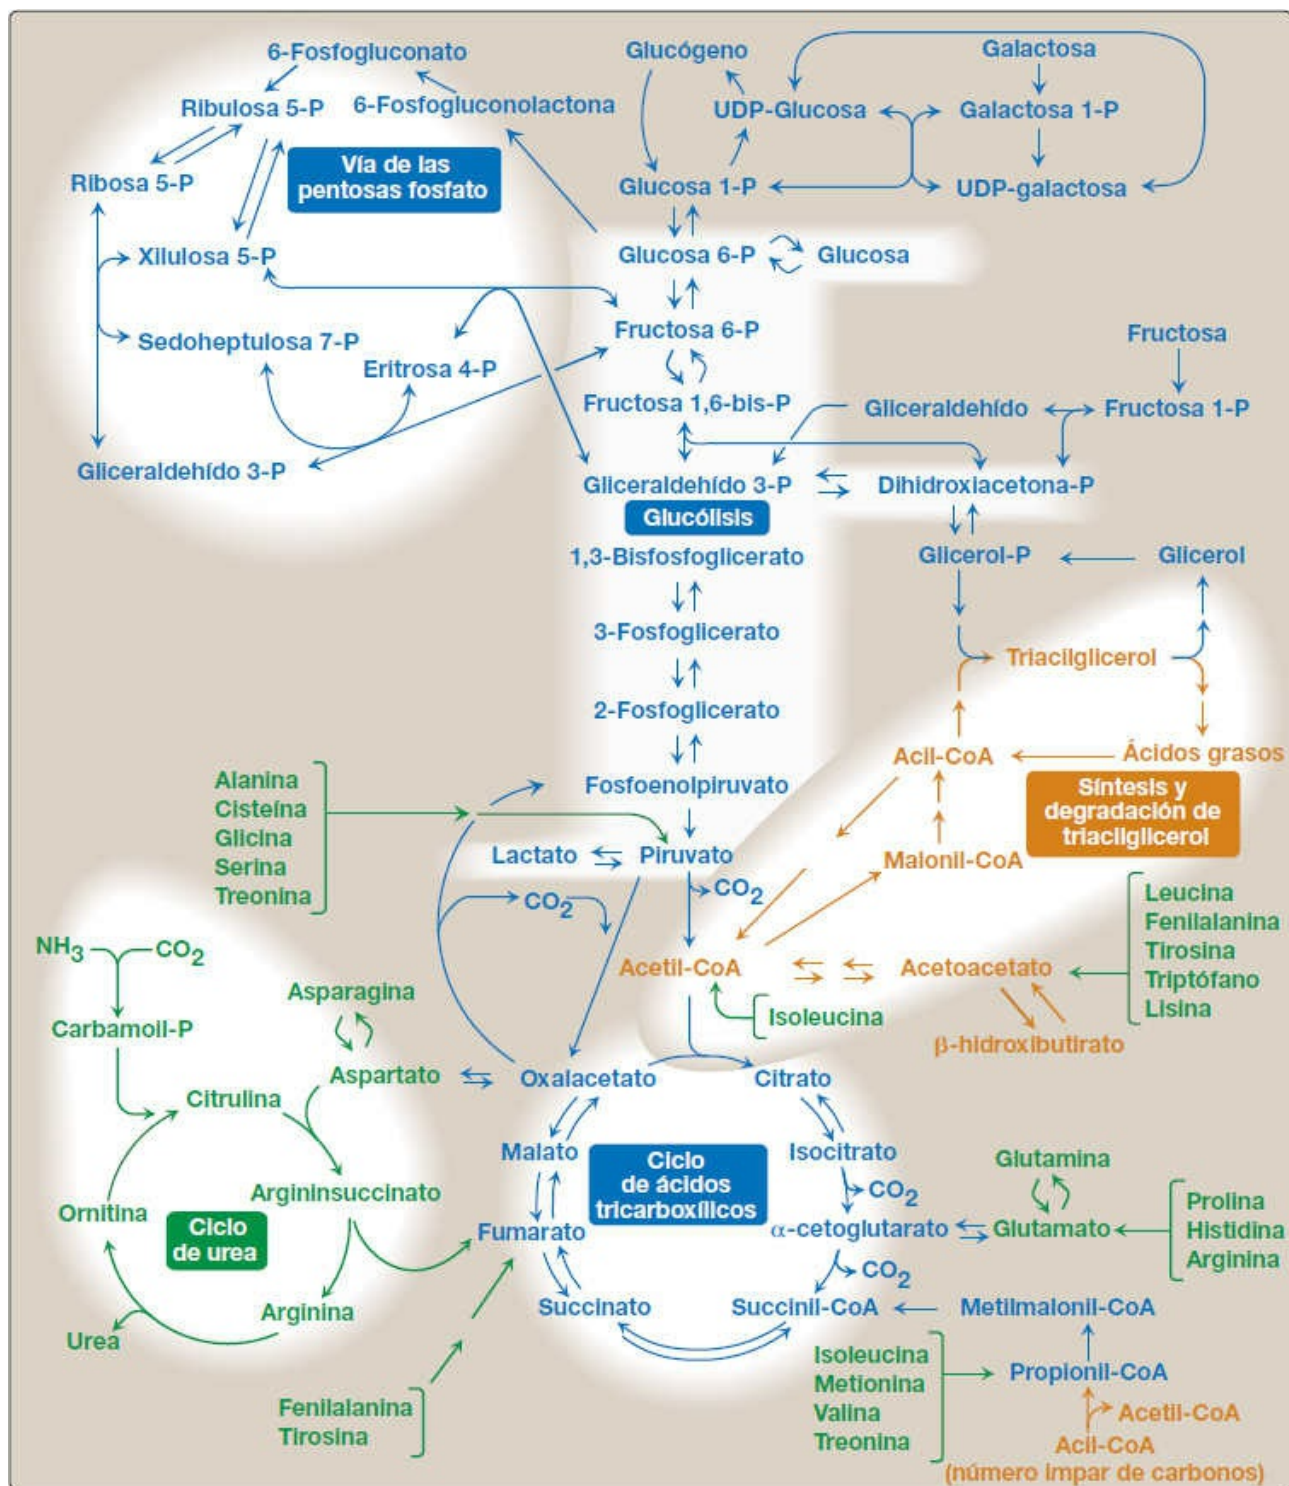 6-Fosfogluconato
Glucógeno
Galactosa
Ribulosa 5-P
6-Fosfogluconolactona
UDP-Glucosa
Galactosa 1-P
Vía de las
pentosas fosfato
Ribosa 5-P
Glucosa 1-P
UDP-galactosa
Xilulosa 5-P
Glucosa 6-P
Glucosa
Sedoheptulosa 7-P
Fructosa 6-P
Fructosa
Eritrosa 4-P
Fructosa 1,6-bis-P
Gliceraldehído
Fructosa 1-P
Gliceraldehído 3-P
Gliceraldehído 3-P
Dihidroxiacetona-P
Glucólisis
1,3-Bisfosfoglicerato
Glicerol-P
Glicerol
3-Fosfoglicerato
Triacilglicerol
2-Fosfoglicerato
Acil-CoA
Ácidos grasos
Alanina
Cisteína
Glicina
Serina
Treonina
Fosfoenolpiruvato
Síntesis y
degradación de
triacilglicerol
Lactato
Piruvato
Malonil-CoA
CO2
CO2
Leucina
Fenilalanina
Tirosina
Triptófano
Lisina
NH3
CO2
Acetil-CoA
Acetoacetato
Asparagina
Isoleucina
Carbamoil-P
β-hidroxibutirato
Aspartato
Oxalacetato
Citrato
Citrulina
Malato
Ciclo
de ácidos
tricarboxílicos
Isocitrato
Glutamina
CO2
Argininsuccinato
Ornitina
Ciclo
de urea
Fumarato
α-cetoglutarato
Glutamato
Prolina
Histidina
Arginina
CO2
Arginina
Succinato
Succinil-CoA
Metilmalonil-CoA
Urea
Isoleucina
Metionina
Valina
Treonina
Propionil-CoA
Fenilalanina
Tirosina
Acetil-CoA
Acil-CoA
(número impar de carbonos)